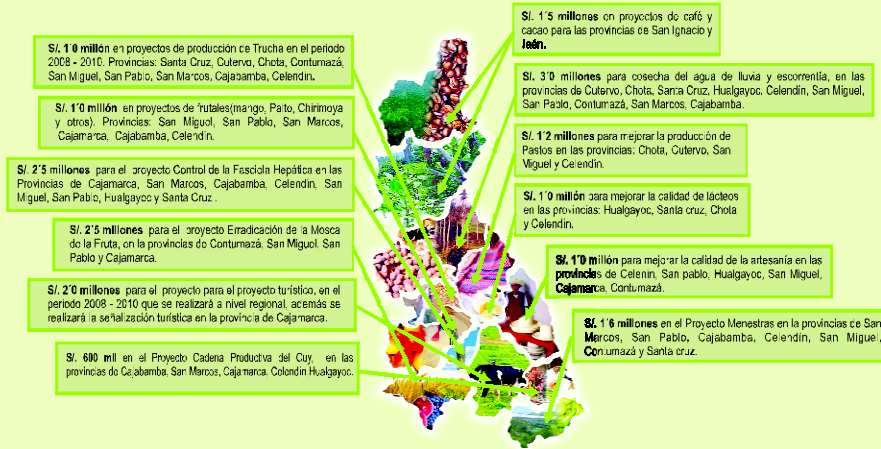 S/. 1´0 millón en proyectos de producción de Trucha en el periodo
2008 - 2010. Provincias: Santa Cruz, Cutervo, Chota, Contumazá,
San Miguel, San Pablo, San Marcos, Cajabamba, Celendín.
S/. 1´0 millón en proyectos de frutales(mango, Palto, Chirimoya
y otros). Provincias: San Miguel, San Pablo, San Marcos,
Cajamarca, Cajabamba, Celendín.
S/. 2´5 millones para el proyecto Control de la Fasciola Hepática en las
Provincias de Cajamarca, San Marcos, Cajabamba, Celendín, San
Miguel, San Pablo, Hualgayoc y Santa Cruz .
S/. 2´5 millones para el proyecto Erradicación de la Mosca
de la Fruta, en la provincias de Contumazá, San Miguel, San
Pablo y Cajamarca.
S/. 2´0 millones para el proyecto para el proyecto turístico, en el
periodo 2008 - 2010 que se realizará a nivel regional, además se
realizará la señalización turística en la provincia de Cajamarca.
S/. 600 mil en el Proyecto Cadena Productiva del Cuy, en las
provincias de Cajabamba, San Marcos, Cajamarca, Celendín Hualgayoc.
S/. 1´5 millones en proyectos de café y
cacao para las provincias de San Ignacio y
Jaén.
S/. 3´0 millones para cosecha del agua de lluvia y escorrentía, en las
provincias de Cutervo, Chota, Santa Cruz, Hualgayoc, Celendín, San Miguel,
San Pablo, Contumazá, San Marcos, Cajabamba.
S/. 1´2 millones para mejorar la producción de
Pastos en las provincias: Chota, Cutervo, San
Miguel y Celendín.
S/. 1´0 millón para mejorar la calidad de lácteos
en las provincias: Hualgayoc, Santa cruz, Chota
y Celendín.
S/. 1´0 millón para mejorar la calidad de la artesanía en las
provincias de Celenin, San pablo, Hualgayoc, San Miguel,
Cajamarca, Contumazá.
S/. 1´6 millones en el Proyecto Menestras en la provincias de San
Marcos, San Pablo, Cajabamba, Celendín, San Miguel,
Contumazá y Santa cruz.